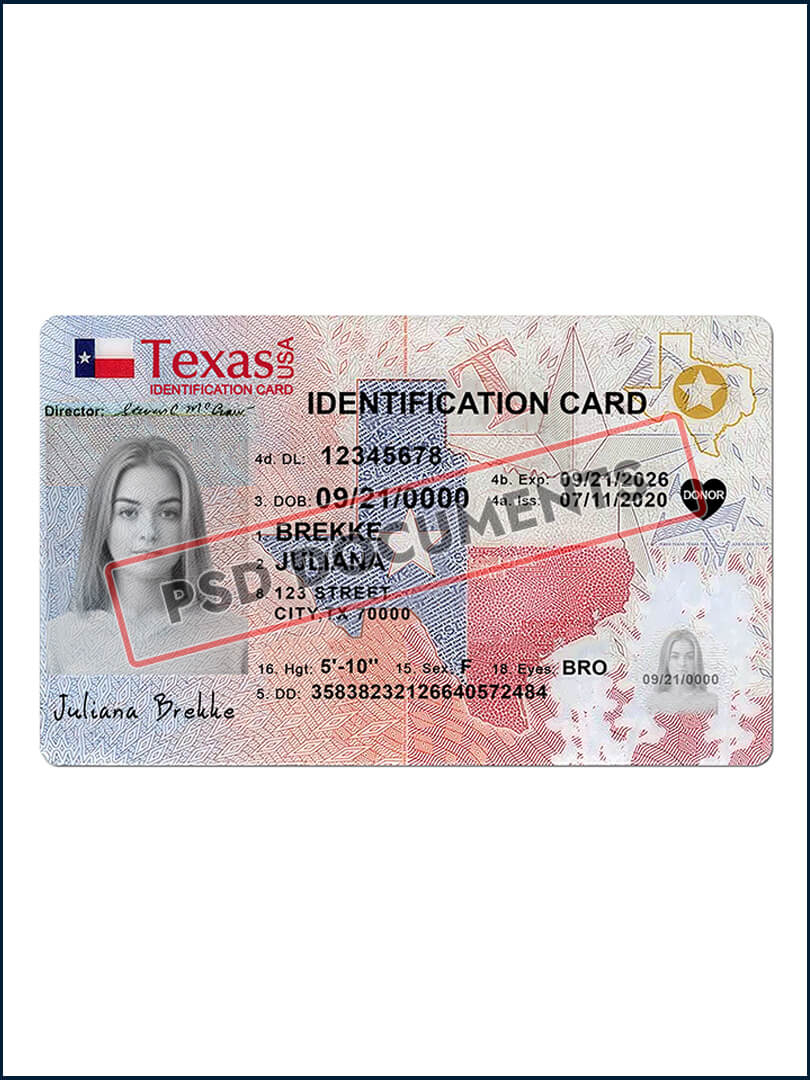 Texas USA
IDENTIFICATION CARD
IDENTIFICATION CARD
Director:
4d. DL: 12345678
4b. Exp: 09/21/2026
3. DOB: 09/21/0000
4a. Iss: 07/11/2020
DONOR
1. BREKKE
2. JULIANA
8. 123 STREET
CITY,TX 70000
PSD DOCUMENTS
16. Hgt: 5'-10" 15. Sex: F 18 Eyes: BRO
5. DD: 35838232126640572484
09/21/0000
Juliana Brekke